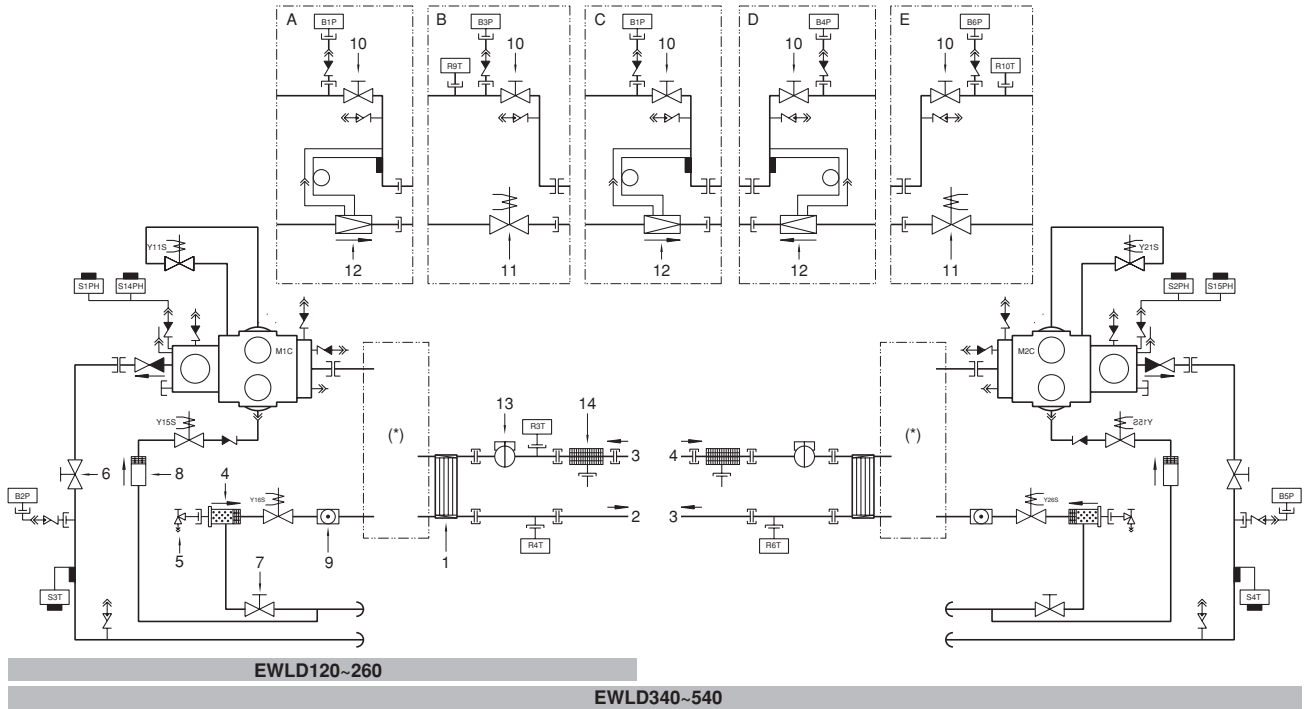 A
B
C
D
E
B1P
B3P
B1P
B4P
B6P
10
10
10
10
10
R9T
R10T
12
11
12
12
11
Y11S
Y21S
S1PH
S14PH
S2PH
S15PH
M1C
M2C
Y15S
Y15S
(*)
(*)
13
R3T
14
3
4
6
8
4
Y16S
Y26S
B2P
B5P
5
9
1
R4T
2
3
R6T
7
S3T
S4T
EWLD120~260
EWLD340~540